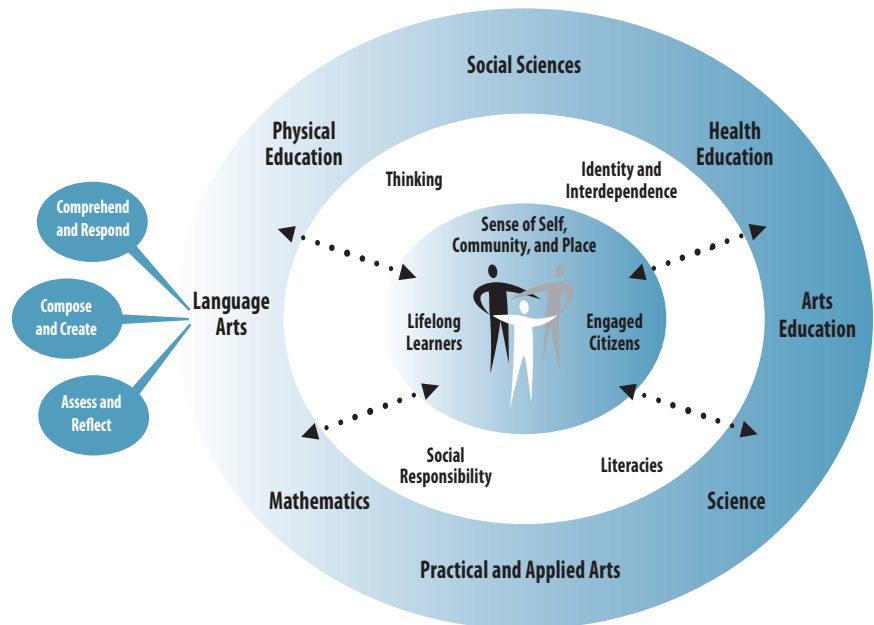 Social Sciences
Physical
Education
Health
Education
Thinking
Identity and
Interdependence
Comprehend
and Respond
Sense of Self,
Community, and Place
Language
Arts
Compose
and Create
Lifelong
Learners
Engaged
Citizens
Arts
Education
Assess and
Reflect
Social
Responsibility
Literacies
Mathematics
Science
Practical and Applied Arts